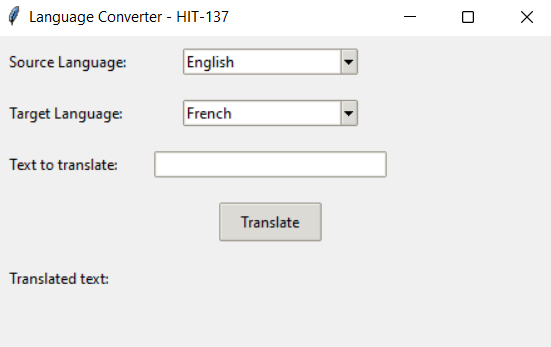 Language Converter - HIT-137
Source Language: English
Target Language: French
Text to translate:
Translate
Translated text: